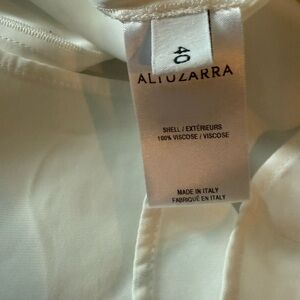 40
ALTUZARRA
SHELL / EXTÉRIEURS
100% VISCOSE / VISCOSE
MADE IN ITALY
FABRIQUÉ EN ITALY